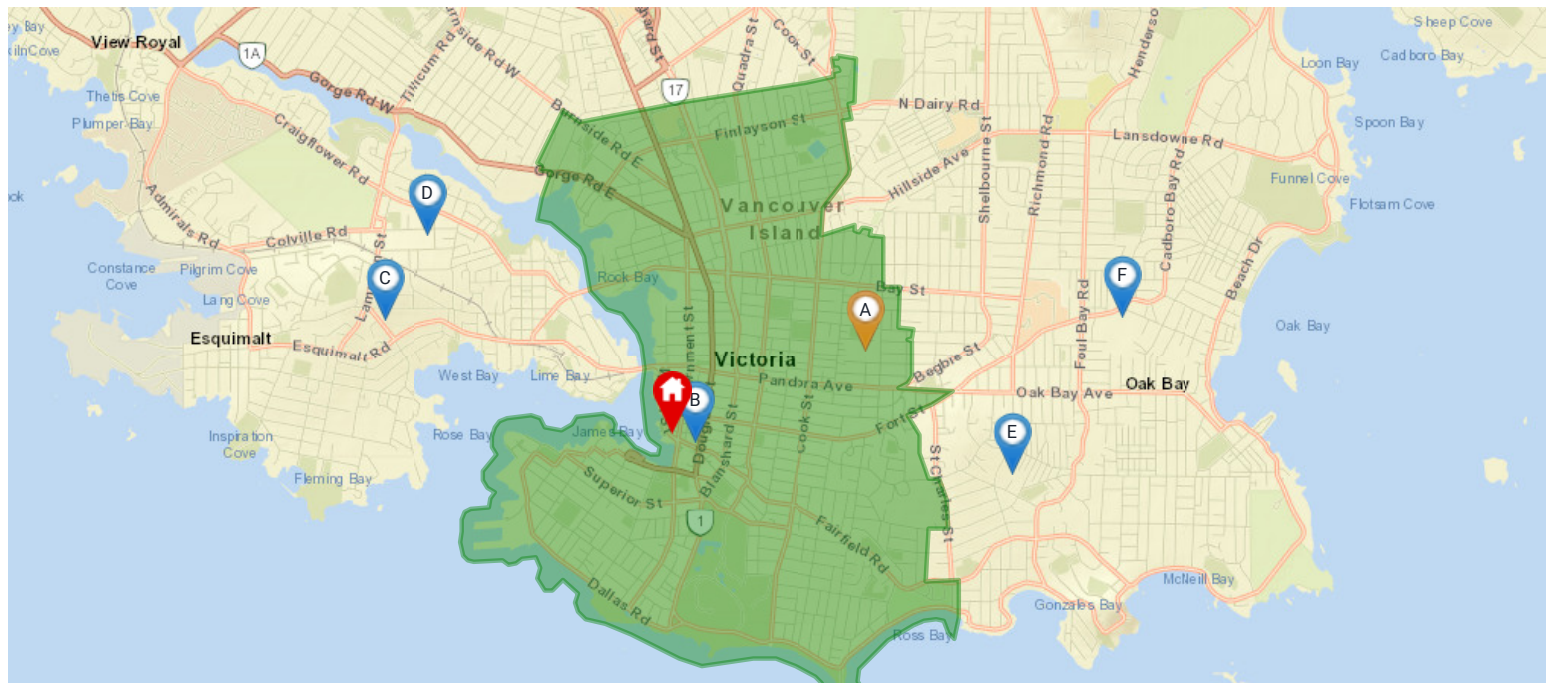 View Royal
1A
Thetis Cove
Plumper Bay
Gorge Rd W
Tillicum Rd
Burnside Rd W
Craigflower Rd
17
Quadra St
Cook St
Burnside Rd E
Finlayson St
N Dairy Rd
Henderso
Sheep Cove
Cadboro Bay
Loon Bay
Spoon Bay
Lansdowne Rd
Hillside Ave
Shelbourne St
Richmond Rd
Cadboro Bay Rd
Funnel Cove
Flotsam Cove
Gorge Rd E
D
Admirals Rd
Colville Rd
Vancouver
Island
Constance
Cove
Pilgrim Cove
Lang Cove
C
Rock Bay
Bay St
A
F
Foul Bay Rd
Beach Dr
Oak Bay
Esquimalt
Esquimalt Rd
West Bay
Lime Bay
Victoria
Pandora Ave
Begbie St
Oak Bay Ave
Oak Bay
B
Inspiration
Cove
Rose Bay
James Bay
Fleming Bay
Blanshard St
Cook St
Fort St
St Charles St
E
Superior St
1
Fairfield Rd
Dallas Rd
Ross Bay
Gonzales Bay
McNeill Bay